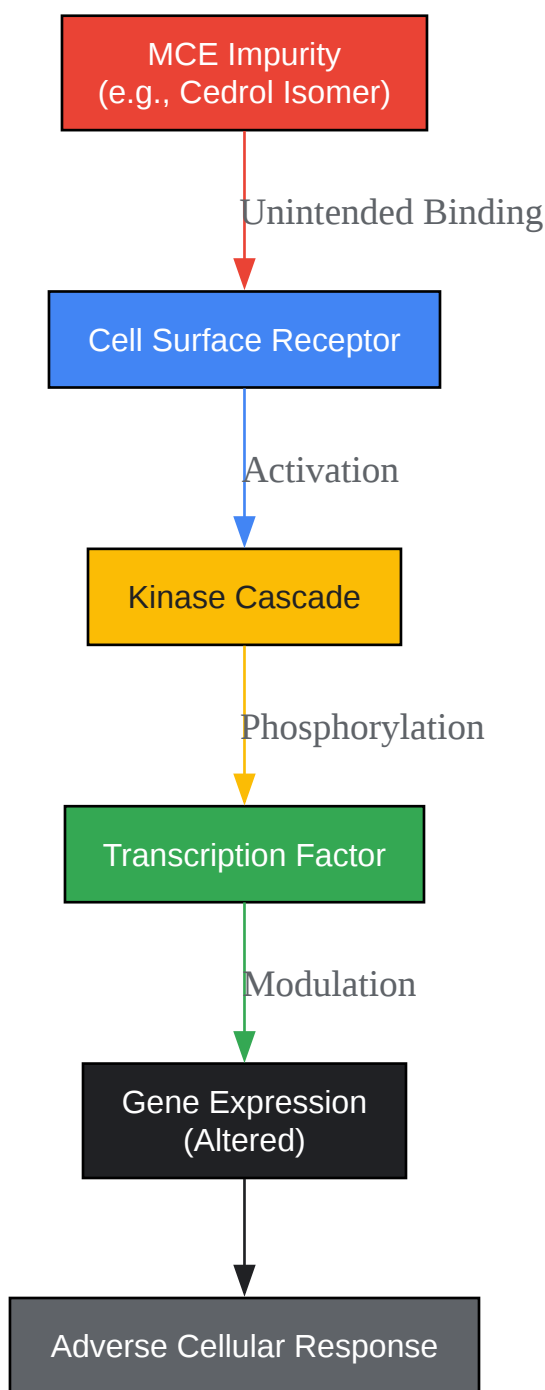 MCE Impurity
(e.g., Cedrol Isomer)
Unintended Binding
Cell Surface Receptor
Activation
Kinase Cascade
Phosphorylation
Transcription Factor
Modulation
Gene Expression
(Altered)
Adverse Cellular Response